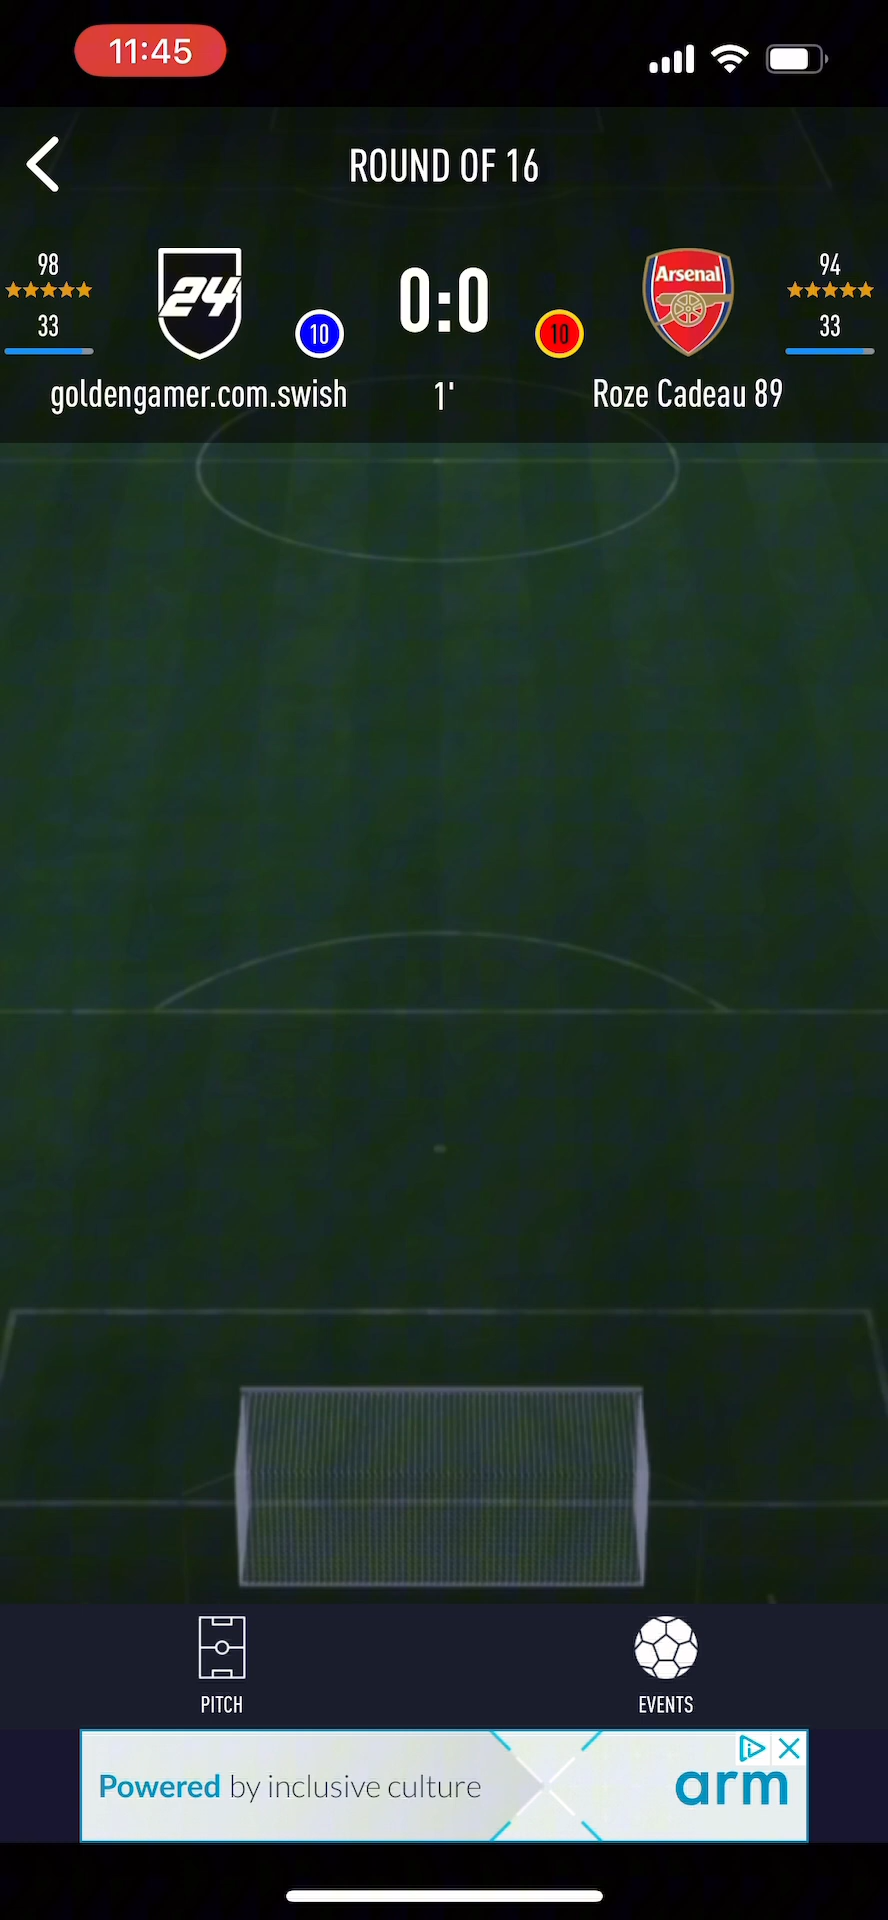 11:45
ROUND OF 16
98
33
24
10
0:0
10
Arsenal
94
33
goldengamer.com.swish
1'
Roze Cadeau 89
PITCH
EVENTS
Powered by inclusive culture
arm